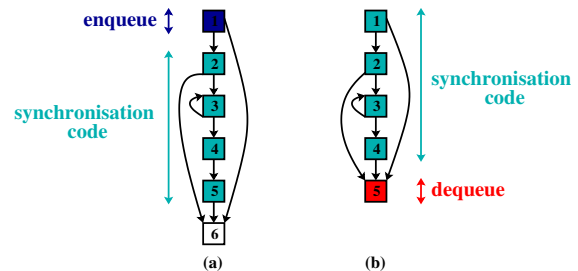 enqueue
synchronisation
code
1
2
3
4
5
6
(a)
1
2
3
4
5
synchronisation
code
dequeue
(b)